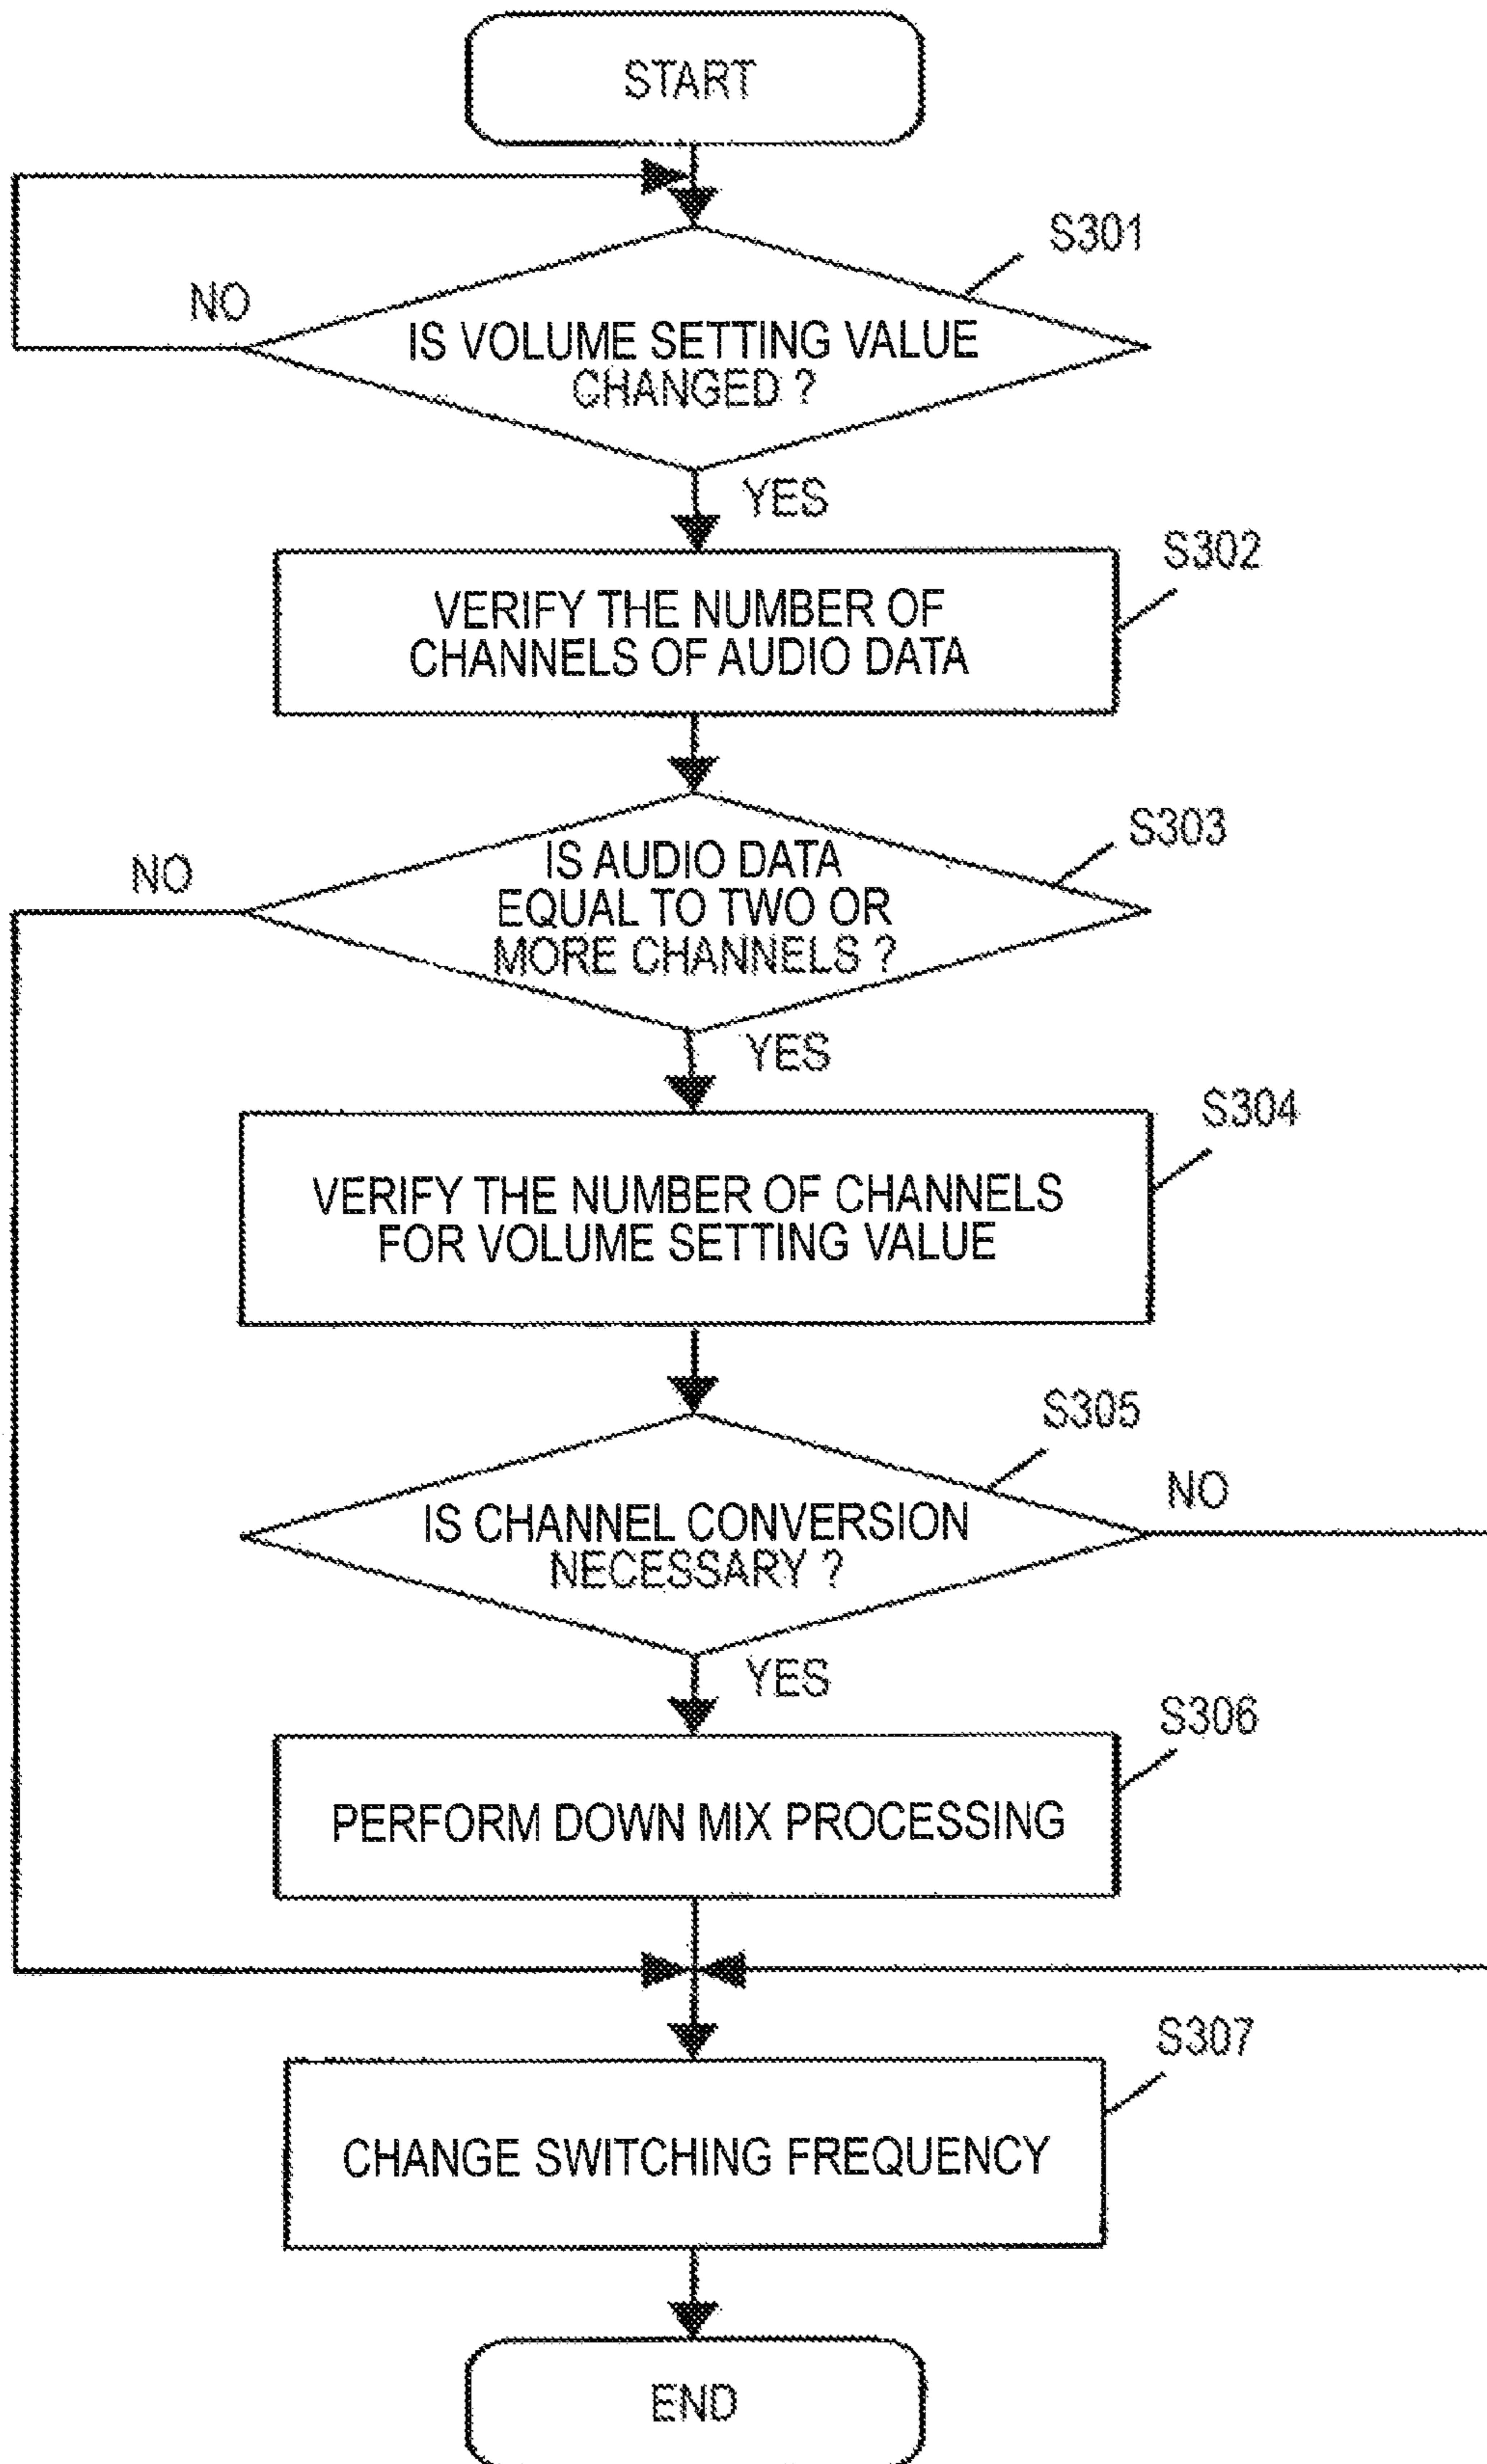 START
S301
NO
IS VOLUME SETTING VALUE
CHANGED ?
YES
S302
VERIFY THE NUMBER OF
CHANNELS OF AUDIO DATA
S303
NO
IS AUDIO DATA
EQUAL TO TWO OR
MORE CHANNELS ?
YES
S304
VERIFY THE NUMBER OF CHANNELS
FOR VOLUME SETTING VALUE
S305
NO
IS CHANNEL CONVERSION
NECESSARY ?
YES
S306
PERFORM DOWN MIX PROCESSING
S307
CHANGE SWITCHING FREQUENCY
END